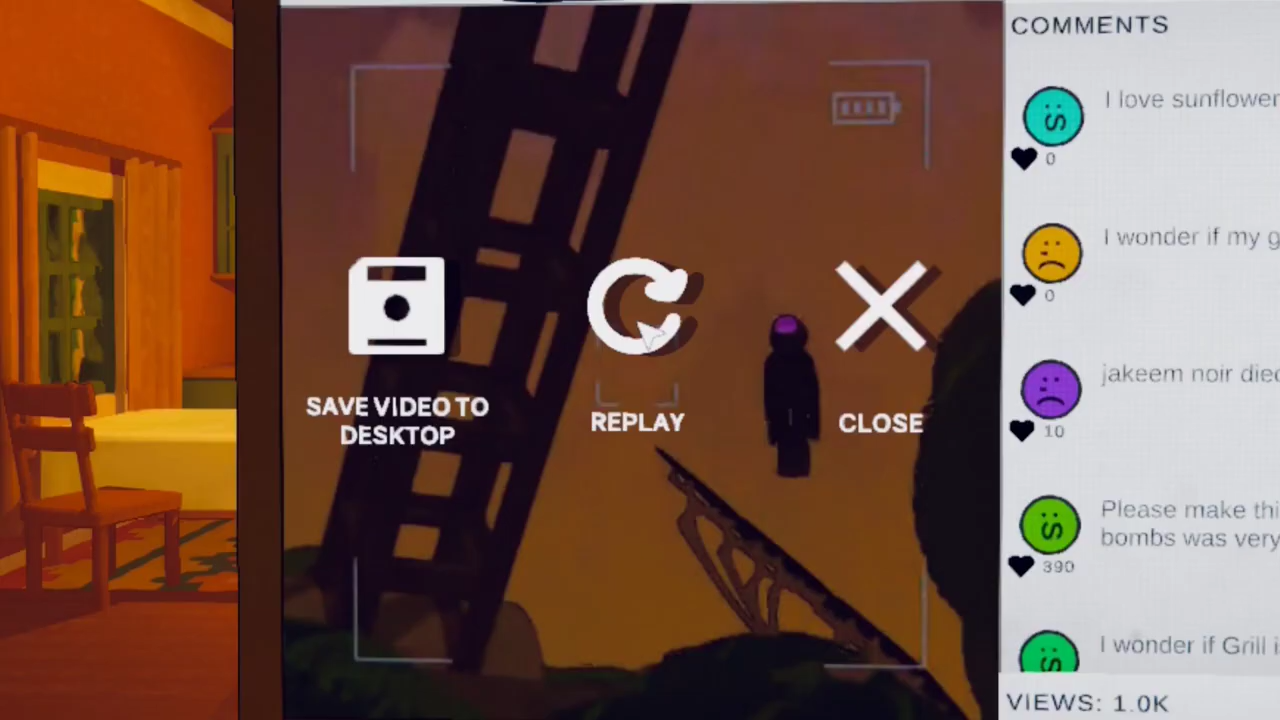 COMMENTS
I love sunflower
0
I wonder if my g
0
jakeem noir died
10
Please make thi
bombs was very
390
I wonder if Grill i
VIEWS: 1.0K
SAVE VIDEO TO
DESKTOP
REPLAY
CLOSE